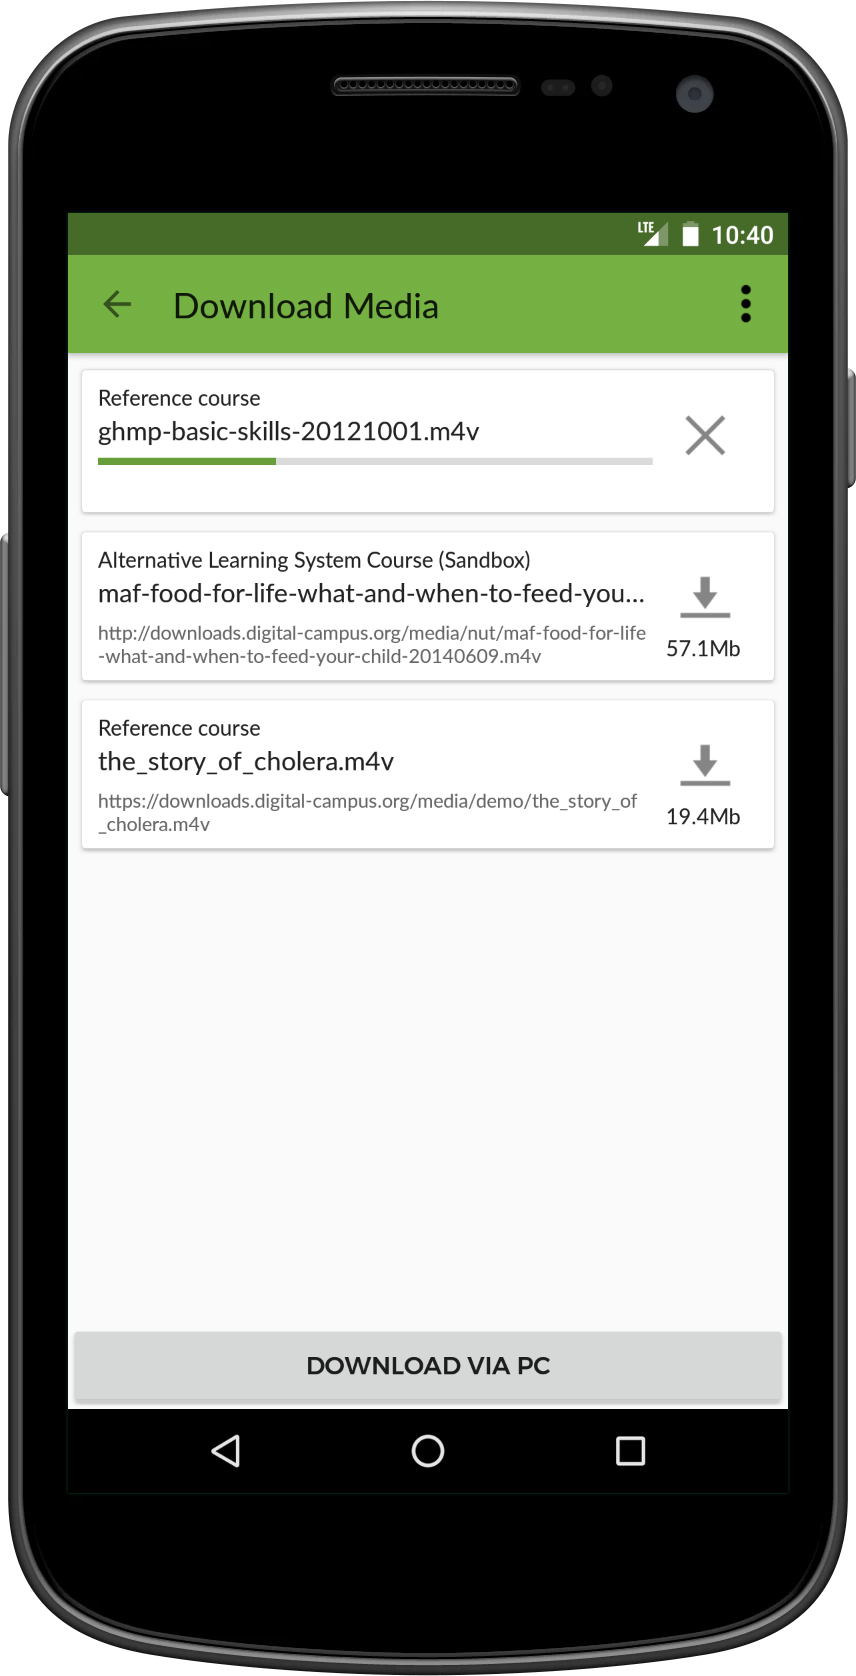 LTE 10:40
Download Media
Reference course
ghmp-basic-skills-20121001.m4v
Alternative Learning System Course (Sandbox)
maf-food-for-life-what-and-when-to-feed-you...
http://downloads.digital-campus.org/media/nut/maf-food-for-life
-what-and-when-to-feed-your-child-20140609.m4v
57.1Mb
Reference course
the_story_of_cholera.m4v
https://downloads.digital-campus.org/media/demo/the_story_of
_cholera.m4v
19.4Mb
DOWNLOAD VIA PC